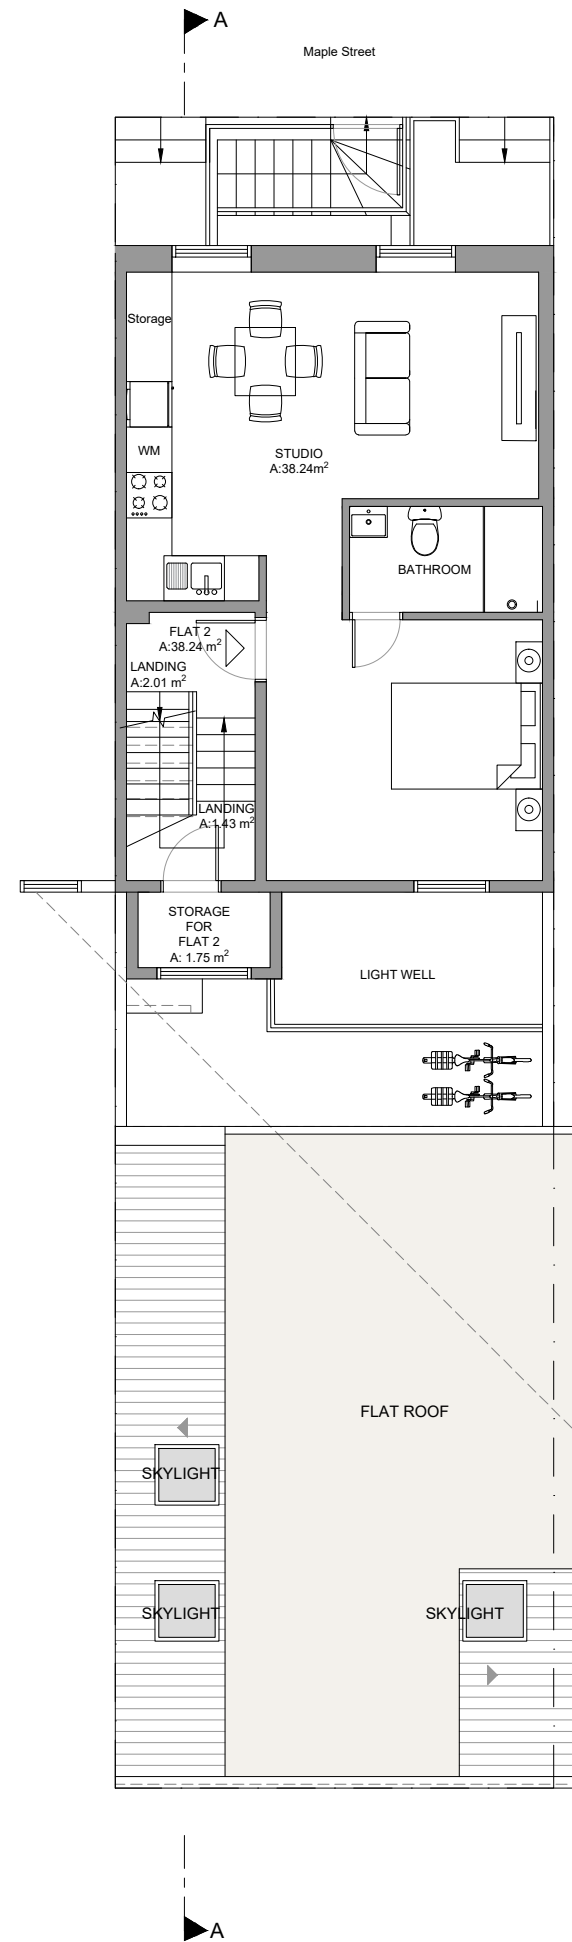 A
Maple Street
Storage
WM
STUDIO
A:38.24m²
BATHROOM
FLAT 2
A:38.24 m²
LANDING
A:2.01 m²
LANDING
A:1.43 m²
STORAGE
FOR
FLAT 2
A: 1.75 m²
LIGHT WELL
FLAT ROOF
SKYLIGHT
SKYLIGHT
SKYLIGHT
A